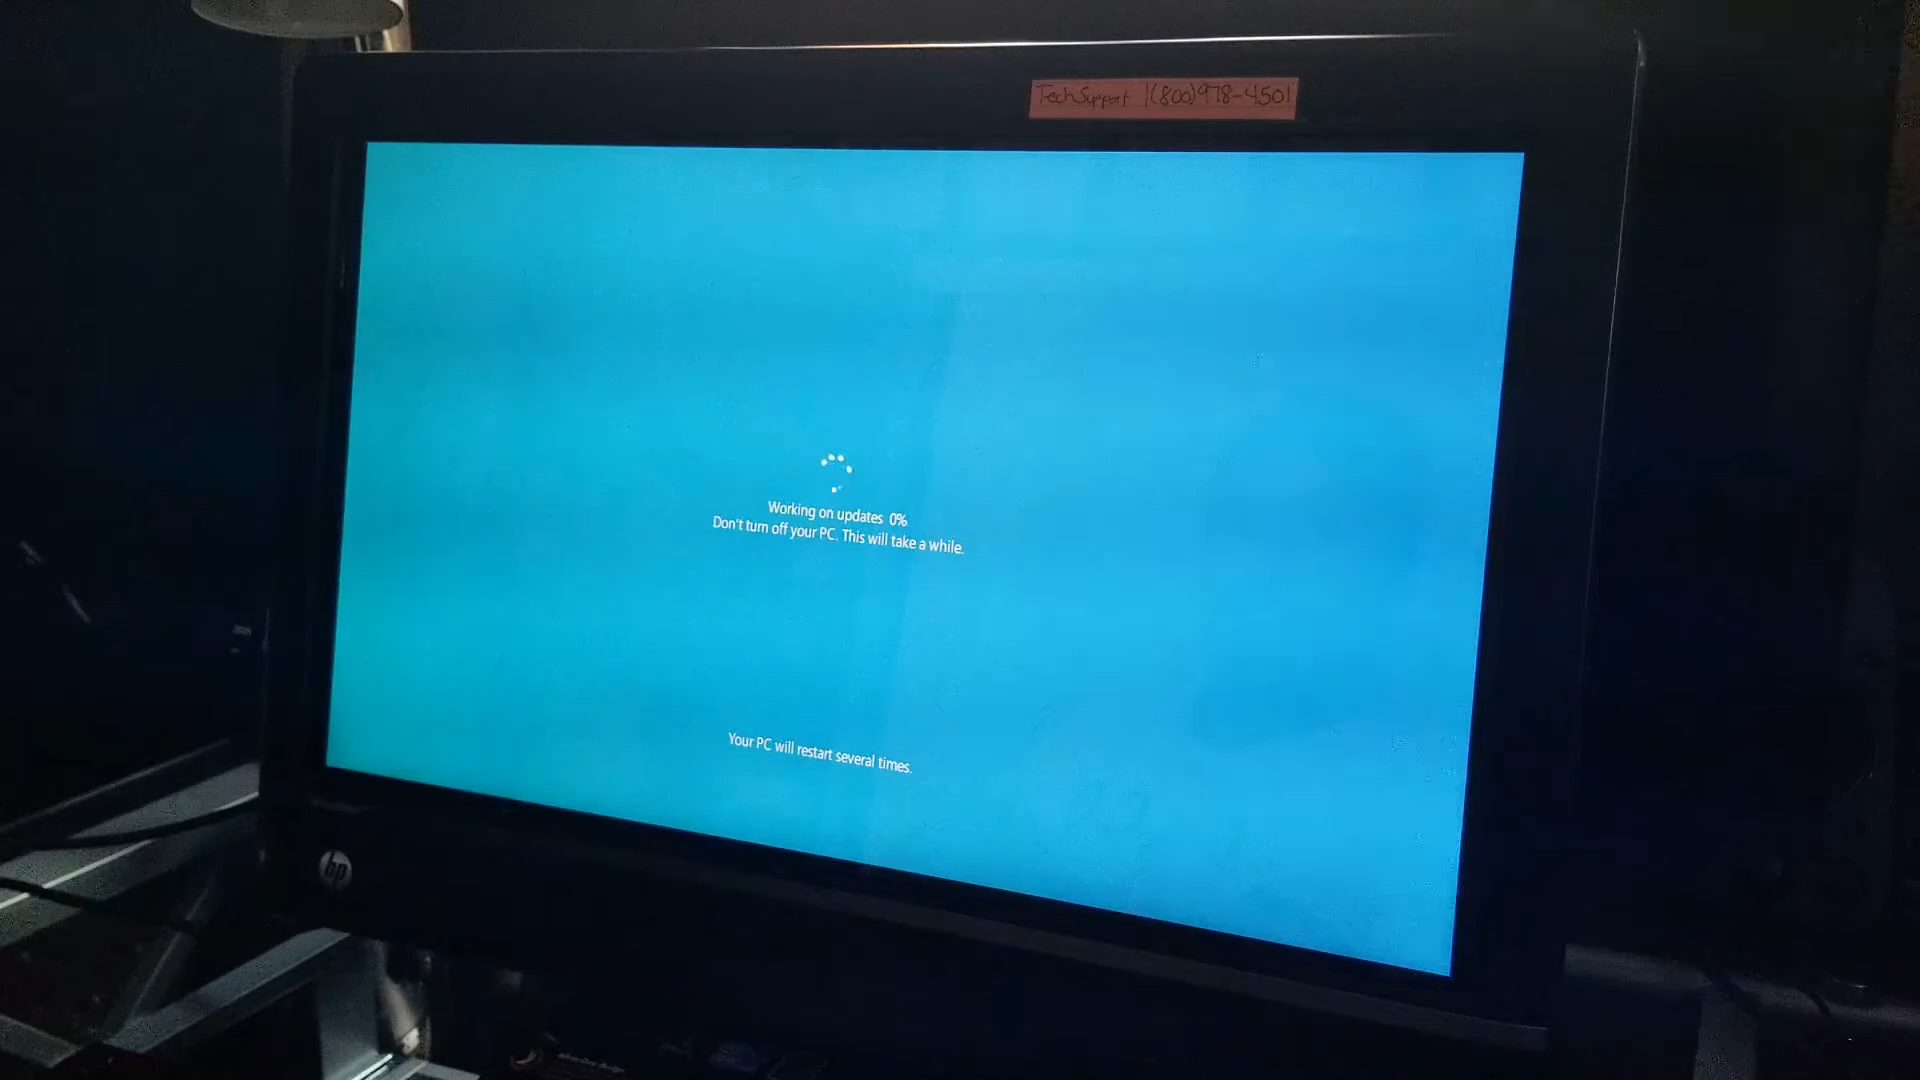 TechSupport 1(800)978-4501
Working on updates 0%
Don't turn off your PC. This will take a while.
Your PC will restart several times.
hp